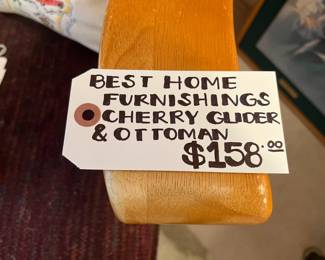 BEST HOME
FURNISHINGS
CHERRY GLIDER
& OTTOMAN
$158.00